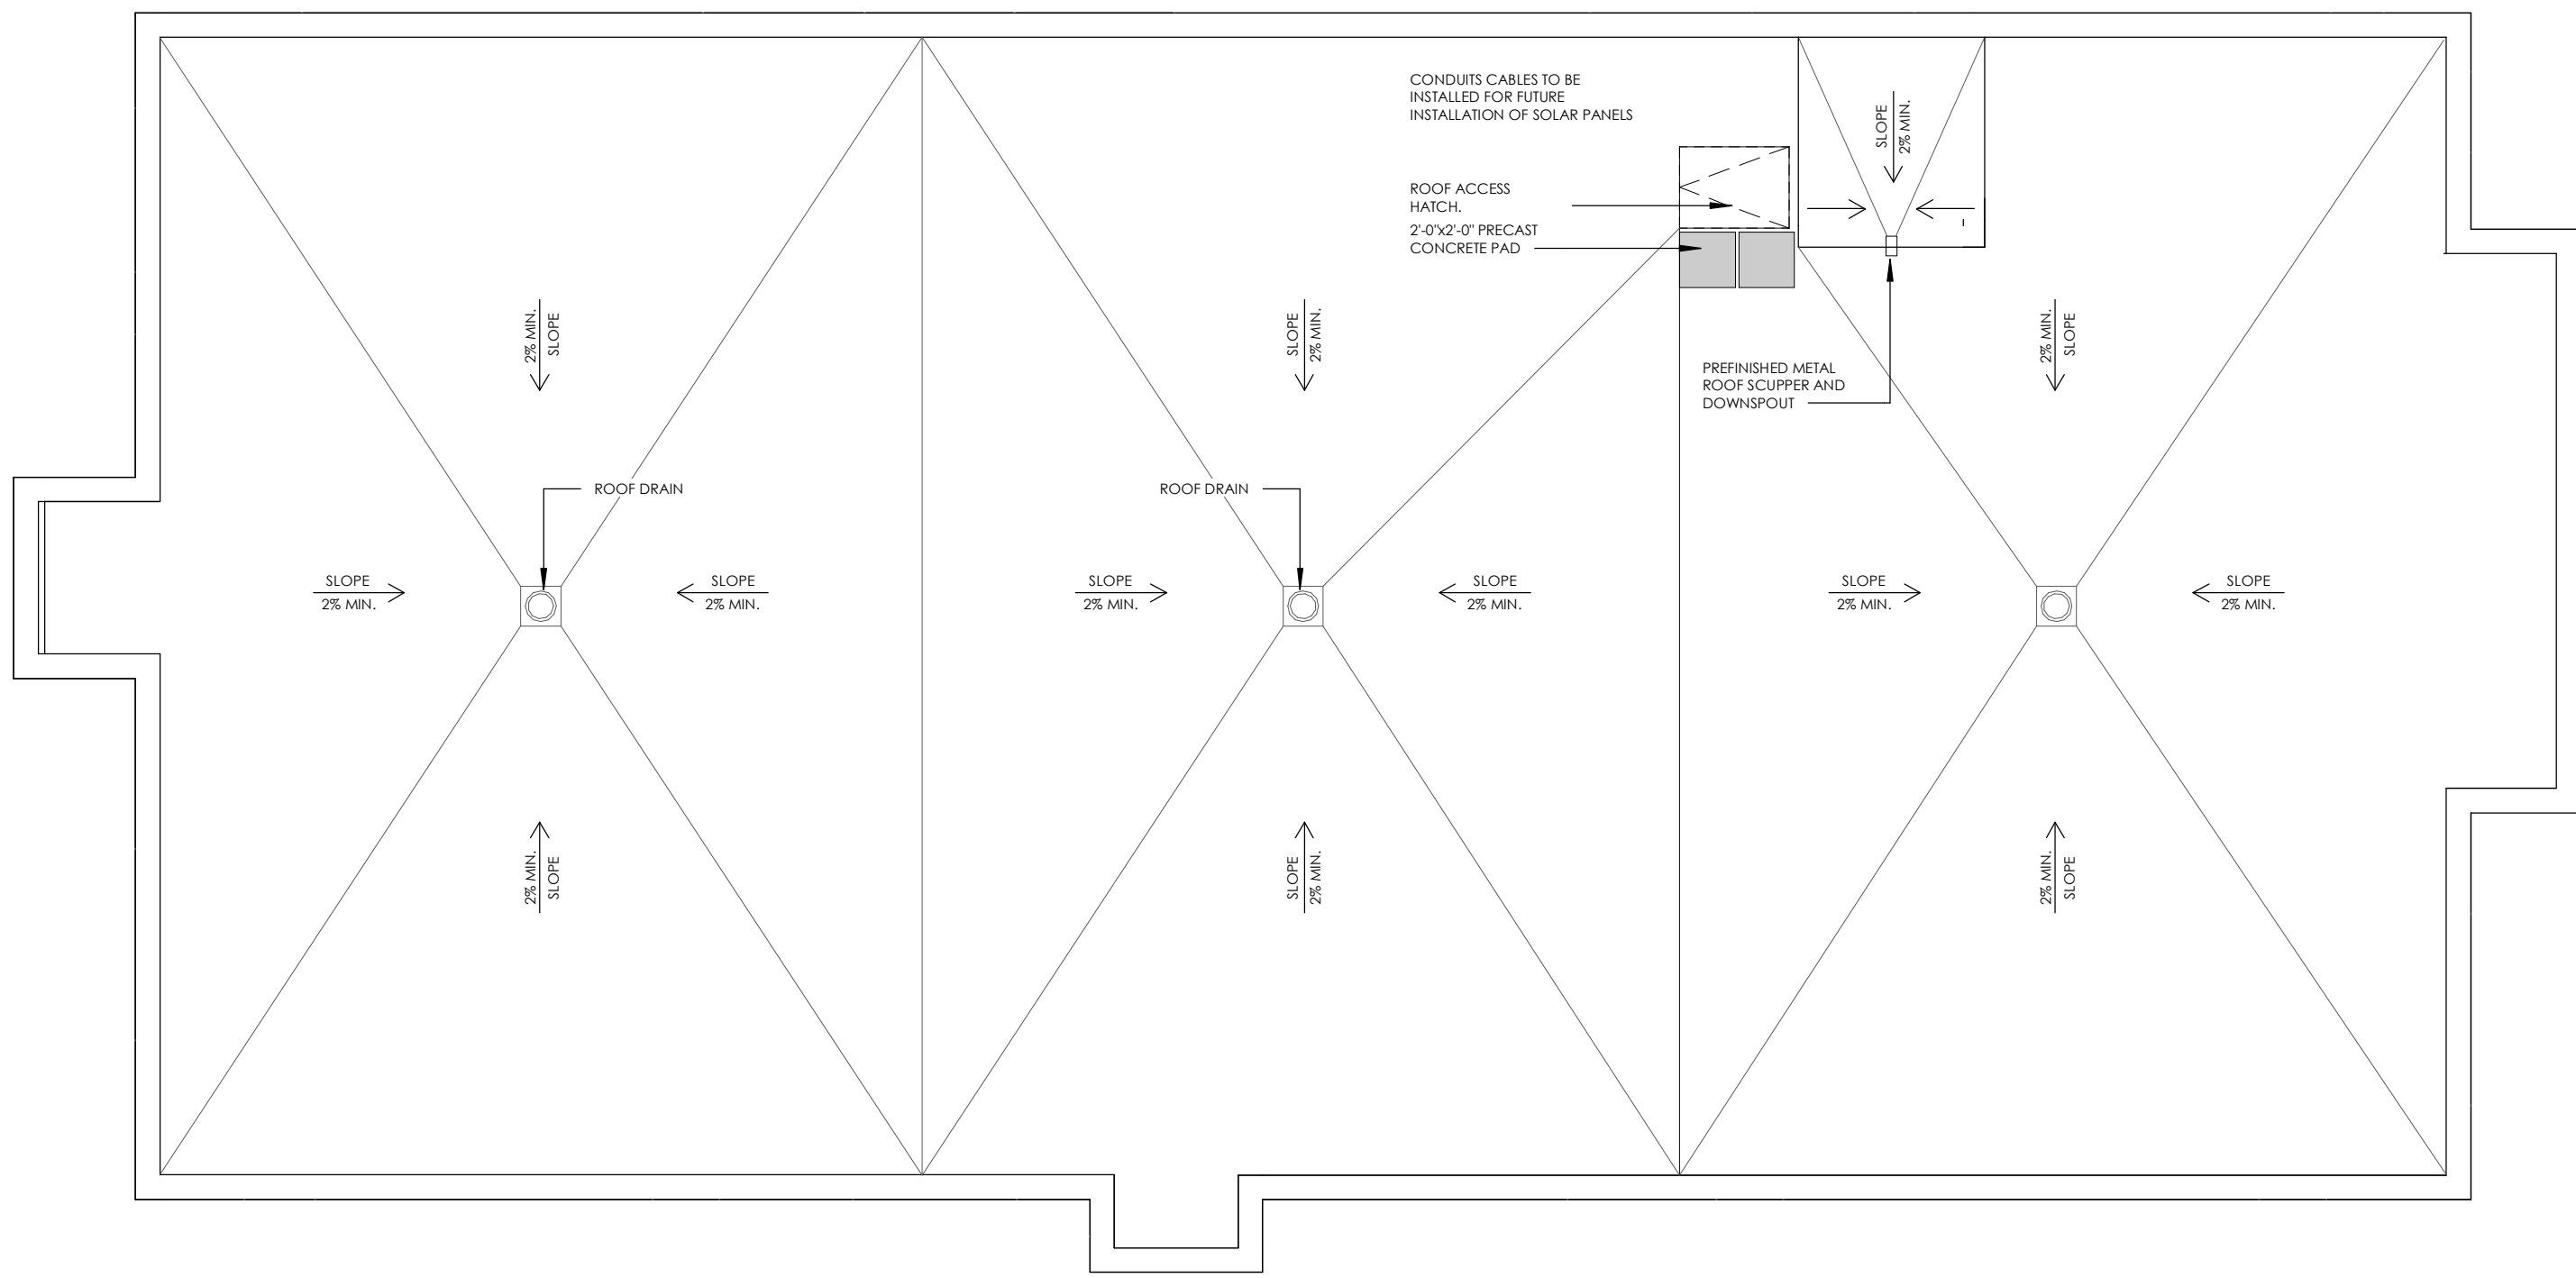 CONDUITS CABLES TO BE
INSTALLED FOR FUTURE
INSTALLATION OF SOLAR PANELS
SLOPE
2% MIN.
ROOF ACCESS
HATCH.
2'-0"x2'-0" PRECAST
CONCRETE PAD
2% MIN.
SLOPE
SLOPE
2% MIN.
2% MIN.
SLOPE
PREFINISHED METAL
ROOF SCUPPER AND
DOWNSPOUT
ROOF DRAIN
ROOF DRAIN
SLOPE
2% MIN.
SLOPE
2% MIN.
SLOPE
2% MIN.
SLOPE
2% MIN.
SLOPE
2% MIN.
SLOPE
2% MIN.
2% MIN.
SLOPE
SLOPE
2% MIN.
2% MIN.
SLOPE